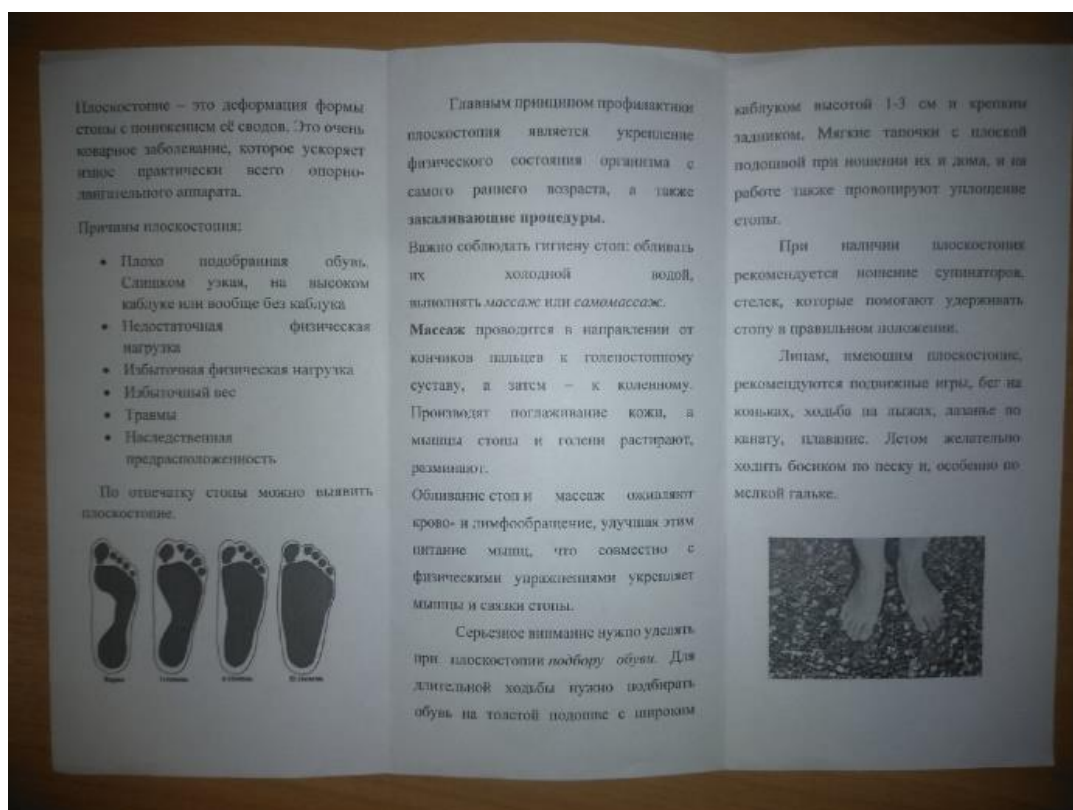 Плоскостопие – это деформация формы
стопы с понижением её сводов. Это очень
коварное заболевание, которое ускоряет
износ практически всего опорно-
двигательного аппарата.
Причины плоскостопия:
• Плохо подобранная обувь.
Слишком узкая, на высоком
каблуке или вообще без каблука
• Недостаточная физическая
нагрузка
• Избыточная физическая нагрузка
• Избыточный вес
• Травмы
• Наследственная
предрасположенность
По отпечатку стопы можно выявить
плоскостопие.
Норма I степень II степень III степень
Главным принципом профилактики
плоскостопия является укрепление
физического состояния организма с
самого раннего возраста, а также
закаливающие процедуры.
Важно соблюдать гигиену стоп: обливать
их холодной водой,
выполнять массаж или самомассаж.
Массаж проводится в направлении от
кончиков пальцев к голеностопному
суставу, а затем – к коленному.
Производят поглаживание кожи, а
мышцы стопы и голени растирают,
разминают.
Обливание стоп и массаж оживляют
крово- и лимфообращение, улучшая этим
питание мышц, что совместно с
физическими упражнениями укрепляет
мышцы и связки стопы.
Серьезное внимание нужно уделять
при плоскостопии подбору обуви. Для
длительной ходьбы нужно подбирать
обувь на толстой подошве с широким
каблуком высотой 1-3 см и крепким
задником. Мягкие тапочки с плоской
подошвой при ношении их и дома, и на
работе также провоцируют уплощение
стопы.
При наличии плоскостопия
рекомендуется ношение супинаторов,
стелек, которые помогают удерживать
стопу в правильном положении.
Лицам, имеющим плоскостопие,
рекомендуются подвижные игры, бег на
коньках, ходьба на лыжах, лазанье по
канату, плавание. Летом желательно
ходить босиком по песку и, особенно по
мелкой гальке.